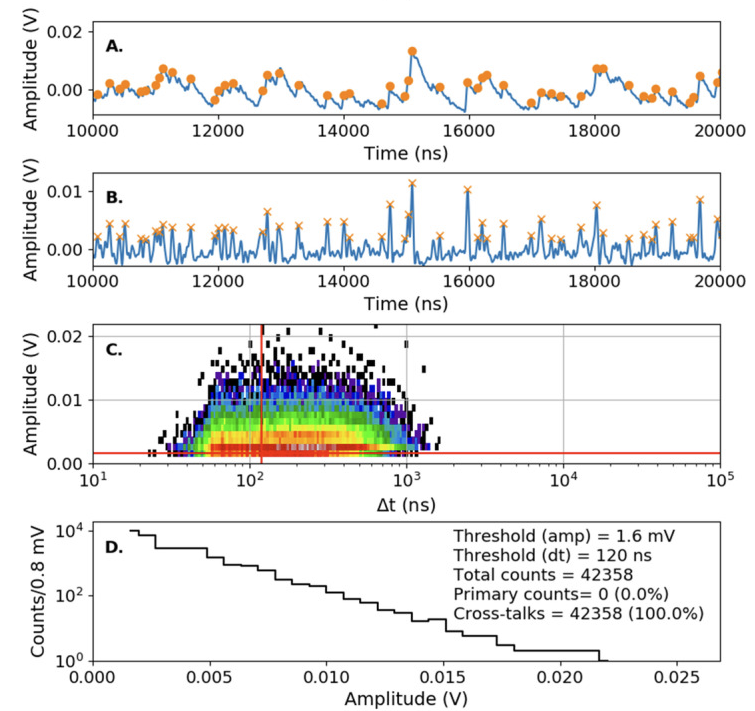 0.02
A.
0.00
Amplitude (V)
10000 12000 14000 16000 18000 20000
Time (ns)
0.01
B.
0.00
Amplitude (V)
10000 12000 14000 16000 18000 20000
Time (ns)
0.02
C.
0.01
0.00
Amplitude (V)
10¹ 10² 10³ 10⁴ 10⁵
Δt (ns)
10⁴
D.
10²
10⁰
Counts/0.8 mV
Threshold (amp) = 1.6 mV
Threshold (dt) = 120 ns
Total counts = 42358
Primary counts= 0 (0.0%)
Cross-talks = 42358 (100.0%)
0.000 0.005 0.010 0.015 0.020 0.025
Amplitude (V)